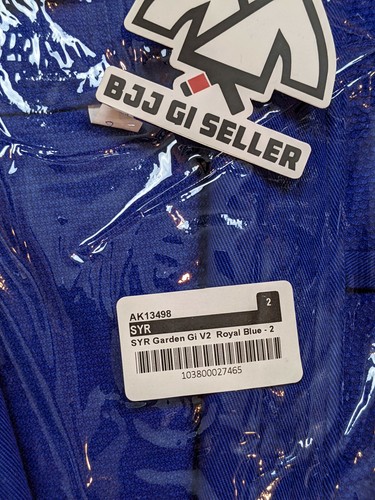 BJJ GI SELLER
AK13498
2
SYR
SYR Garden Gi V2 Royal Blue - 2
103800027465